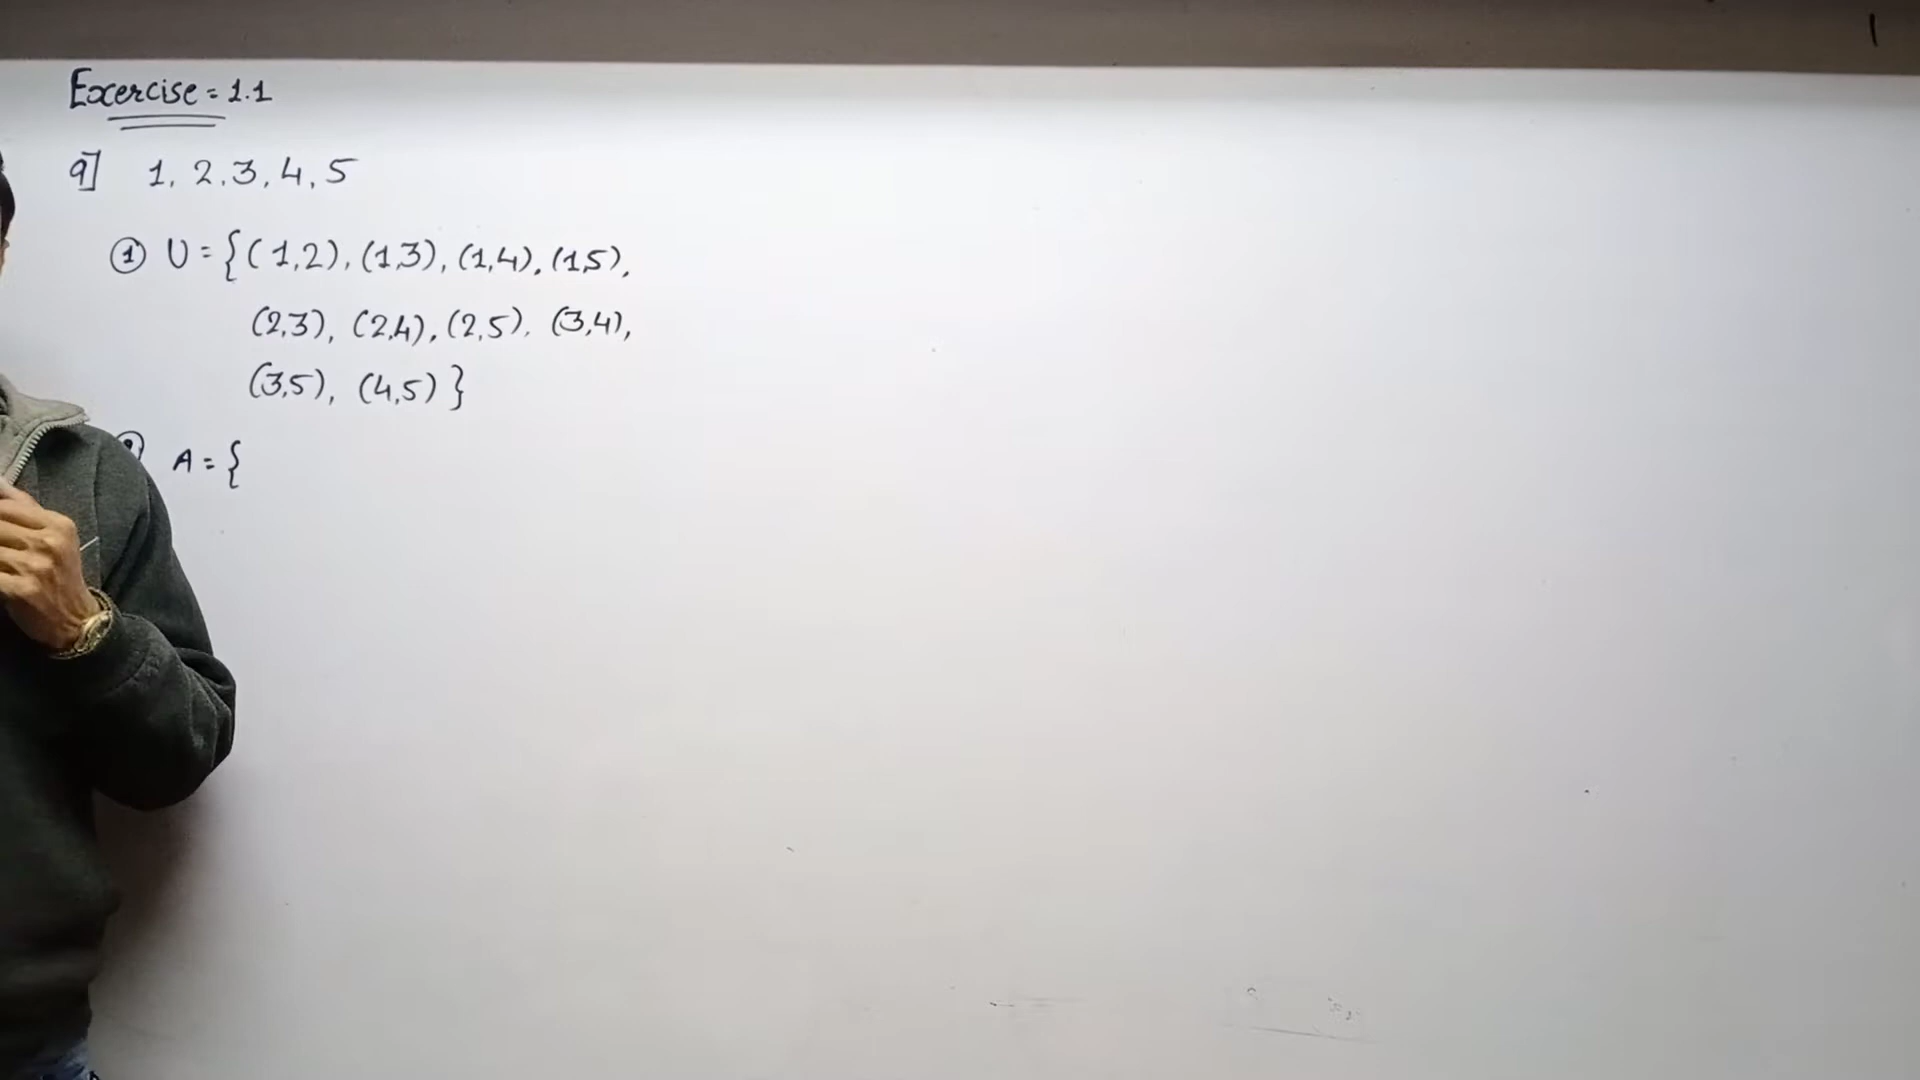 Excercise = 1.1
9] 1, 2, 3, 4, 5
① U = {(1,2), (1,3), (1,4), (1,5),
(2,3), (2,4), (2,5), (3,4),
(3,5), (4,5)}
A = {